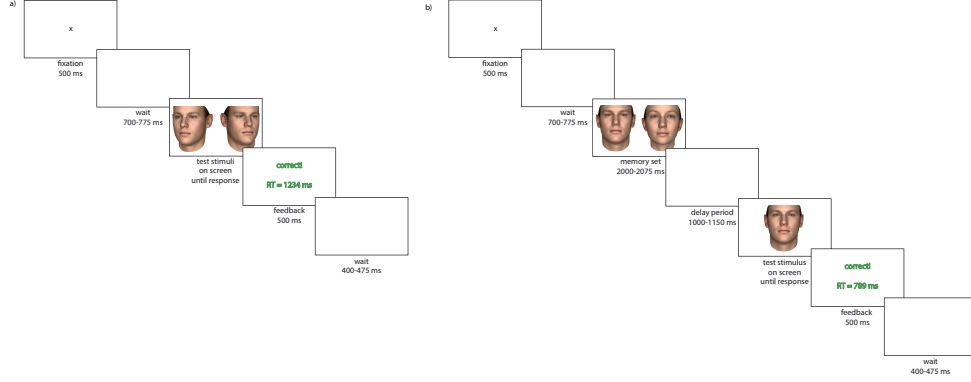 a)
x
fixation
500 ms
wait
700-775 ms
test stimuli
on screen
until response
correct!
RT = 1234 ms
feedback
500 ms
wait
400-475 ms
b)
x
fixation
500 ms
wait
700-775 ms
memory set
2000-2075 ms
delay period
1000-1150 ms
test stimulus
on screen
until response
correct!
RT = 789 ms
feedback
500 ms
wait
400-475 ms